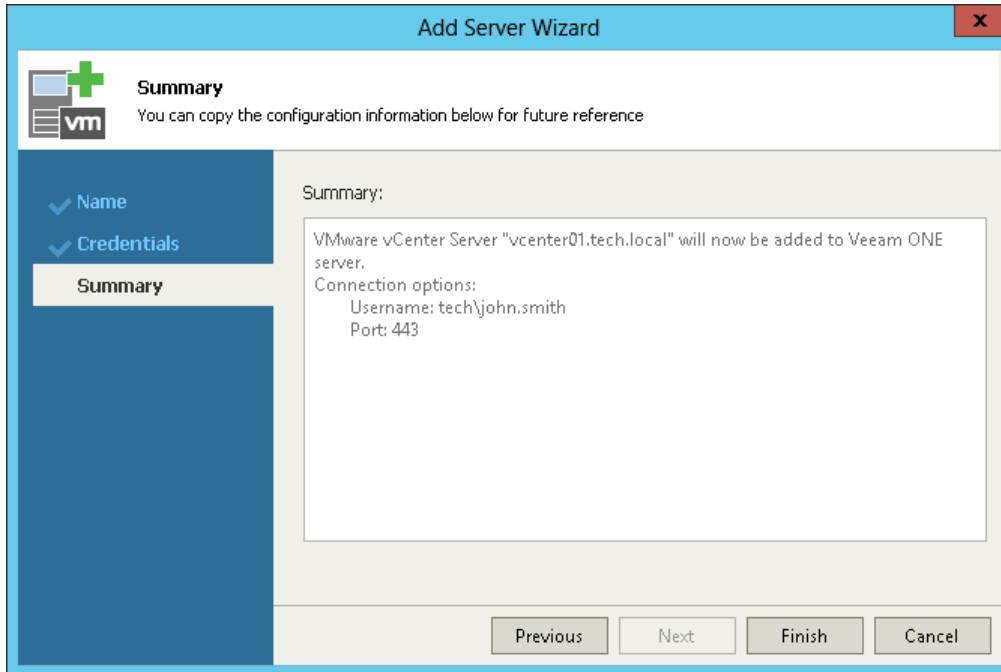 Add Server Wizard
x
vm
Summary
You can copy the configuration information below for future reference
Name
Credentials
Summary
Summary:
VMware vCenter Server "vcenter01.tech.local" will now be added to Veeam ONE
server.
Connection options:
Username: tech\john.smith
Port: 443
Previous
Next
Finish
Cancel